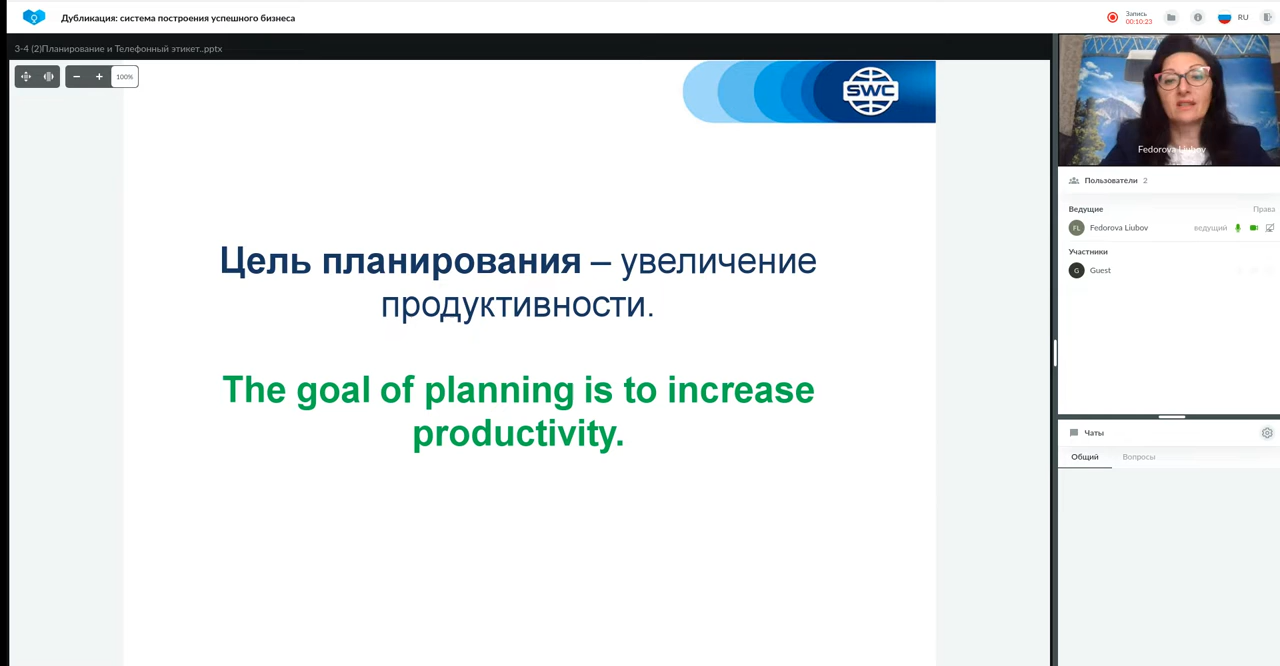 Дубликация: система построения успешного бизнеса
Запись
00:10:23
RU
3-4 (2)Планирование и Телефонный этикет..pptx
100%
SWC
Цель планирования – увеличение
продуктивности.
The goal of planning is to increase
productivity.
Fedorova Liubov
Пользователи 2
Ведущие Права
FL Fedorova Liubov ведущий
Участники
G Guest
Чаты
Общий Вопросы